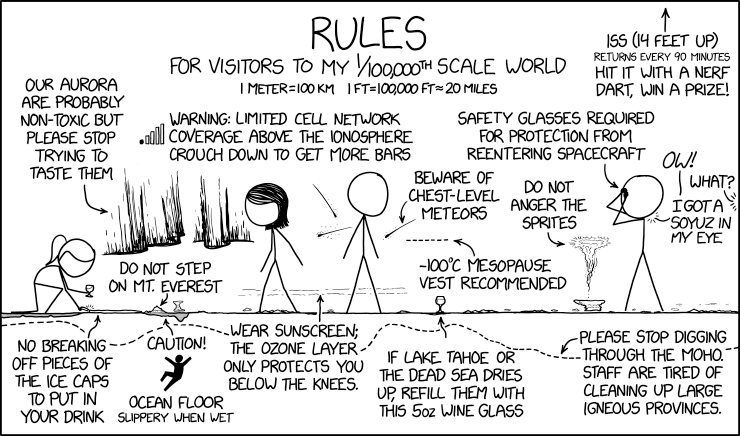 RULES
FOR VISITORS TO MY 1/100,000TH SCALE WORLD
1 METER=100 KM 1 FT=100,000 FT≈20 MILES
ISS (14 FEET UP)
RETURNS EVERY 90 MINUTES
HIT IT WITH A NERF
DART, WIN A PRIZE!
OUR AURORA
ARE PROBABLY
NON-TOXIC BUT
PLEASE STOP
TRYING TO
TASTE THEM
WARNING: LIMITED CELL NETWORK
COVERAGE ABOVE THE IONOSPHERE
CROUCH DOWN TO GET MORE BARS
SAFETY GLASSES REQUIRED
FOR PROTECTION FROM
REENTERING SPACECRAFT
BEWARE OF
CHEST-LEVEL
METEORS
DO NOT
ANGER THE
SPRITES
OW!
WHAT?
I GOT A
SOYUZ IN
MY EYE
DO NOT STEP
ON MT. EVEREST
~100°C MESOPAUSE
VEST RECOMMENDED
NO BREAKING
OFF PIECES OF
THE ICE CAPS
TO PUT IN
YOUR DRINK
CAUTION!
OCEAN FLOOR
SLIPPERY WHEN WET
WEAR SUNSCREEN;
THE OZONE LAYER
ONLY PROTECTS YOU
BELOW THE KNEES.
IF LAKE TAHOE OR
THE DEAD SEA DRIES
UP, REFILL THEM WITH
THIS 5oz WINE GLASS
PLEASE STOP DIGGING
THROUGH THE MOHO.
STAFF ARE TIRED OF
CLEANING UP LARGE
IGNEOUS PROVINCES.